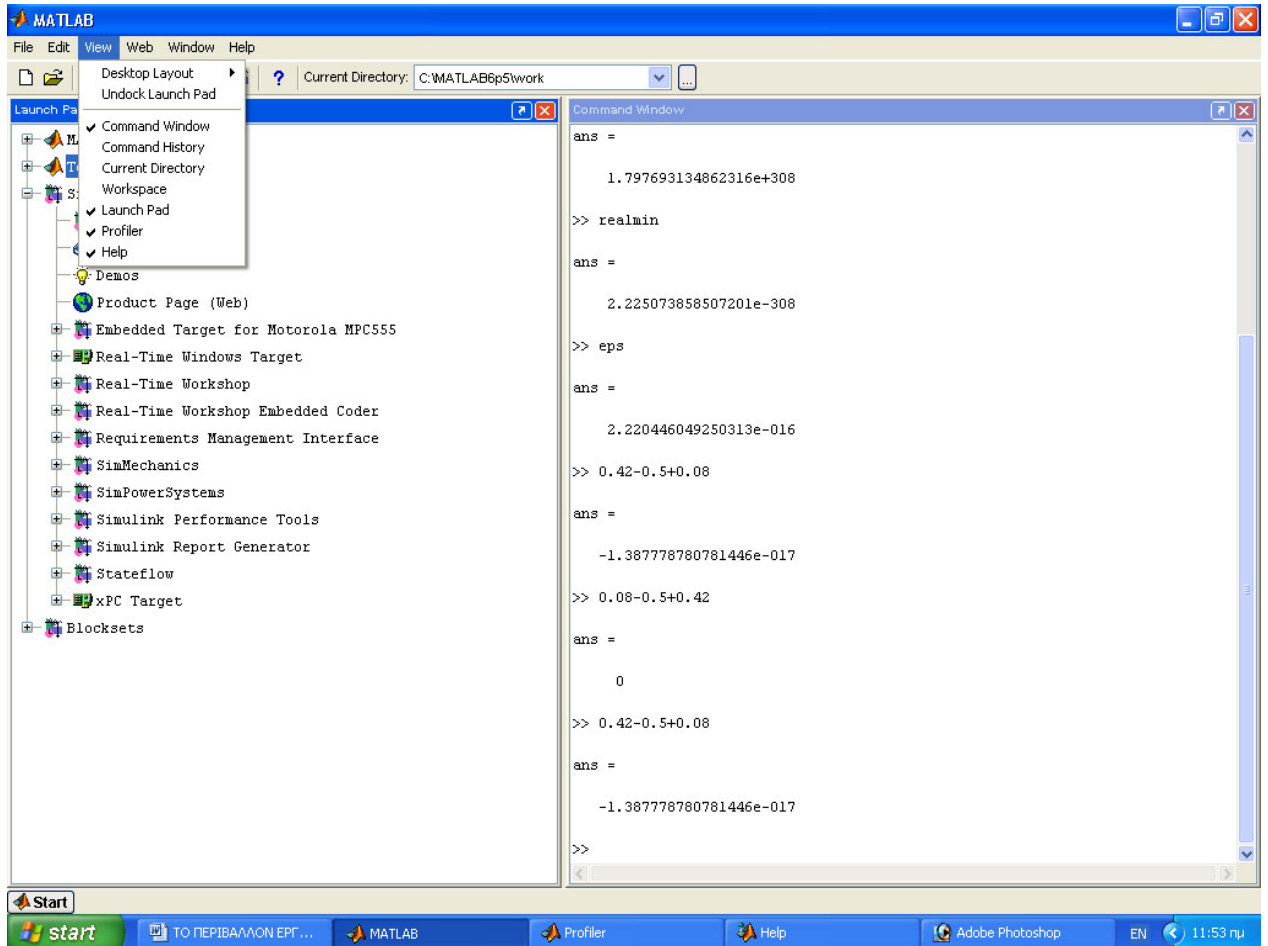 MATLAB
File Edit View Web Window Help
Desktop Layout
Undock Launch Pad
Command Window
Command History
Current Directory
Workspace
Launch Pad
Profiler
Help
? Current Directory: C:\MATLAB6p5\work ...
Launch Pa
Demos
Product Page (Web)
Embedded Target for Motorola MPC555
Real-Time Windows Target
Real-Time Workshop
Real-Time Workshop Embedded Coder
Requirements Management Interface
SimMechanics
SimPowerSystems
Simulink Performance Tools
Simulink Report Generator
Stateflow
xPC Target
Blocksets
Command Window
ans =
1.797693134862316e+308
>> realmin
ans =
2.225073858507201e-308
>> eps
ans =
2.220446049250313e-016
>> 0.42-0.5+0.08
ans =
-1.387778780781446e-017
>> 0.08-0.5+0.42
ans =
0
>> 0.42-0.5+0.08
ans =
-1.387778780781446e-017
>>
Start
start
ΤΟ ΠΕΡΙΒΑΛΛΟΝ ΕΡΓ...
MATLAB
Profiler
Help
Adobe Photoshop
EN
11:53 πμ